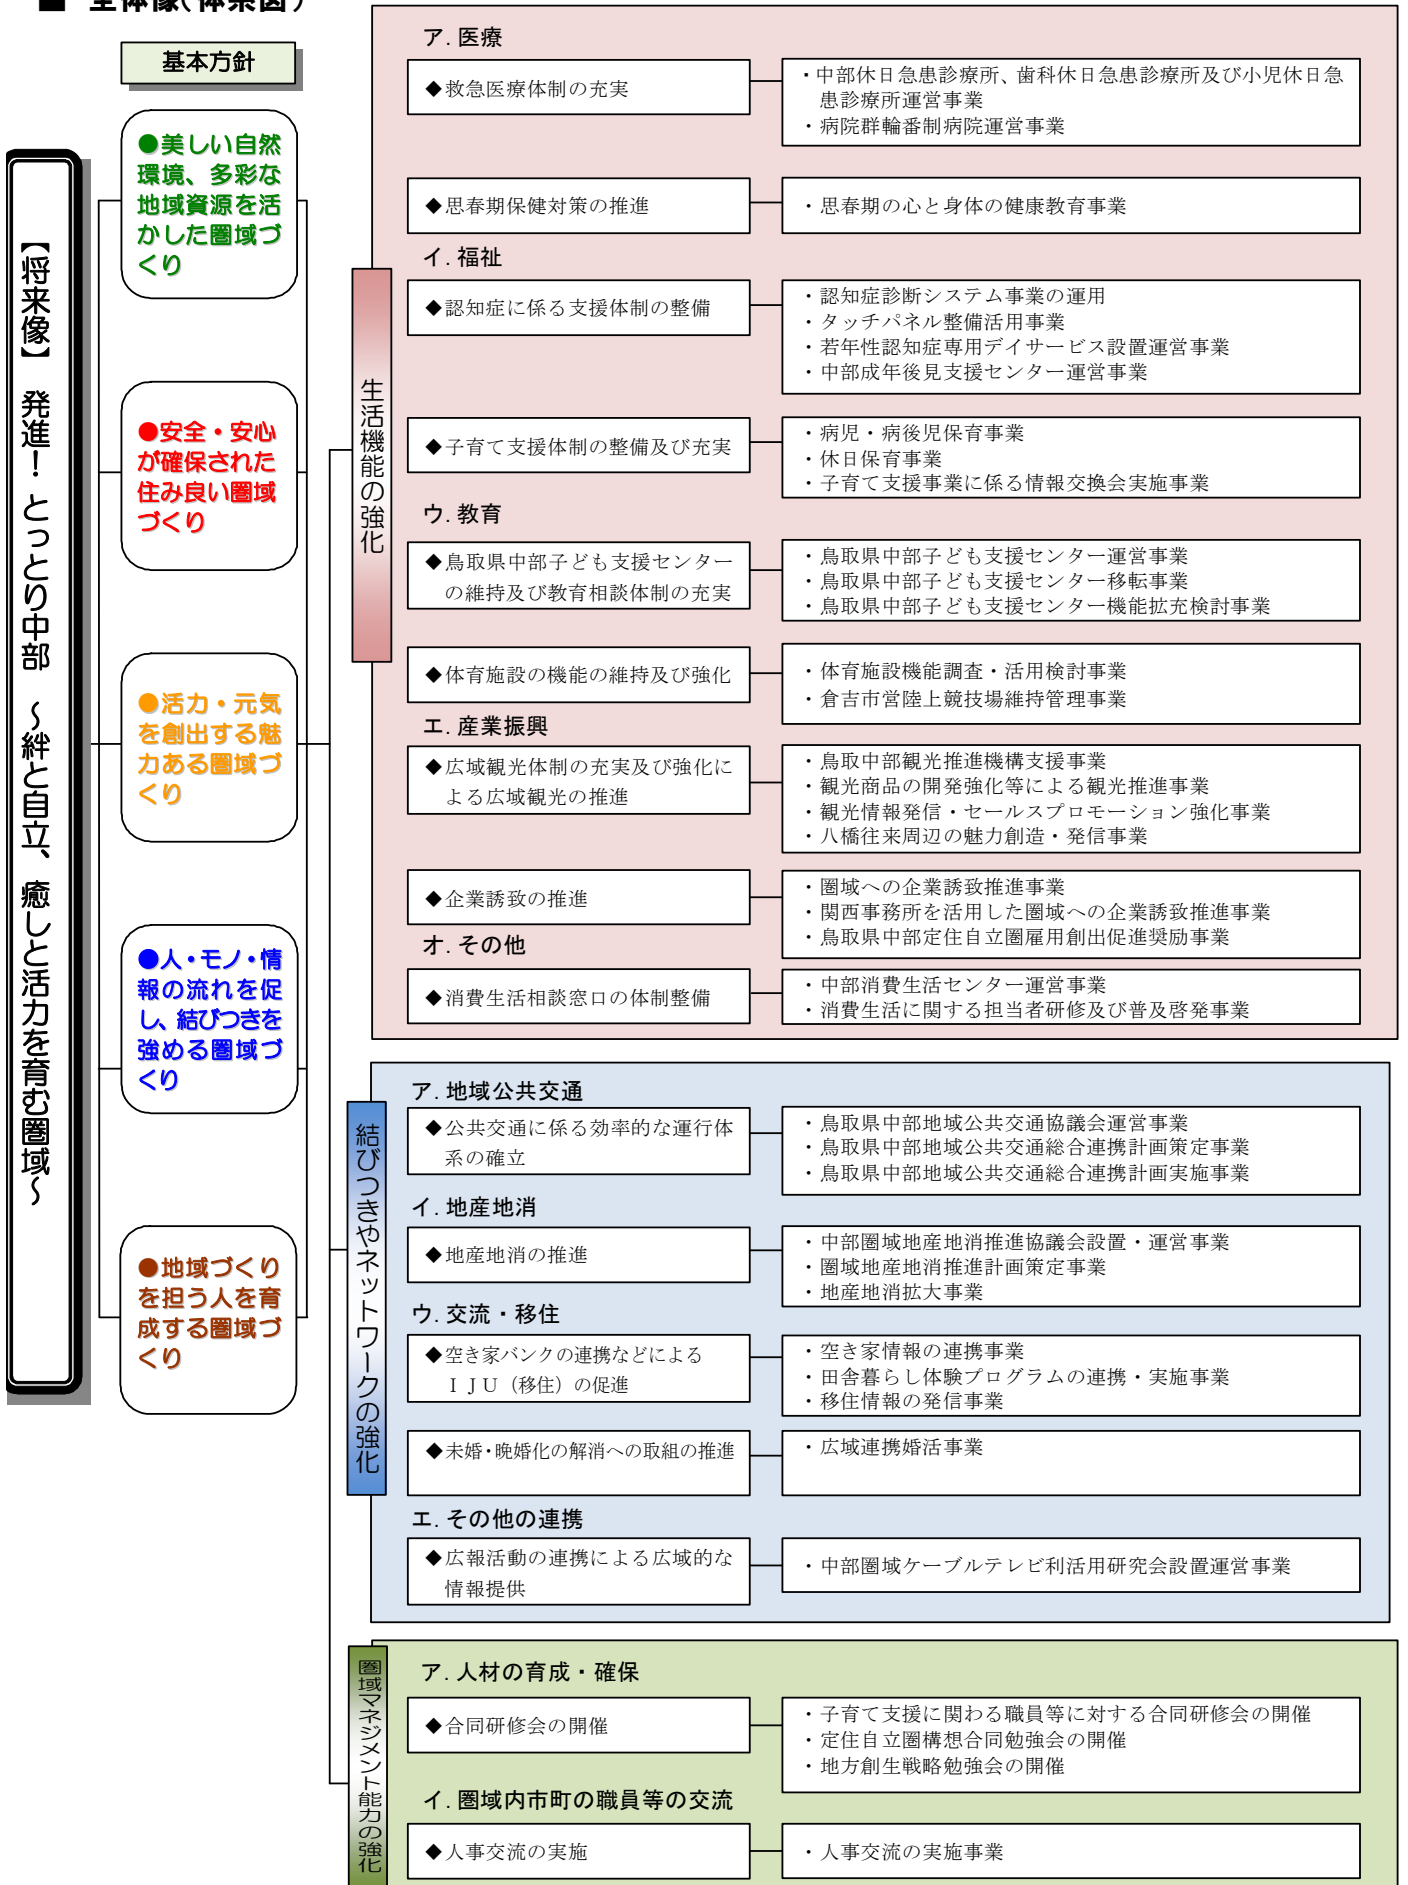 ■ 全体像(体系図)
基本方針
【将来像】 発進！ とっとり中部 ～絆と自立、癒しと活力を育む圏域～
●美しい自然
環境、多彩な
地域資源を活
かした圏域づ
くり
●安全・安心
が確保された
住み良い圏域
づくり
●活力・元気
を創出する魅
力ある圏域づ
くり
●人・モノ・情
報の流れを促
し、結びつきを
強める圏域づ
くり
●地域づくり
を担う人を育
成する圏域づ
くり
生活機能の強化
ア．医療
◆救急医療体制の充実
・中部休日急患診療所、歯科休日急患診療所及び小児休日急
患診療所運営事業
・病院群輪番制病院運営事業
◆思春期保健対策の推進
・思春期の心と身体の健康教育事業
イ．福祉
◆認知症に係る支援体制の整備
・認知症診断システム事業の運用
・タッチパネル整備活用事業
・若年性認知症専用デイサービス設置運営事業
・中部成年後見支援センター運営事業
◆子育て支援体制の整備及び充実
・病児・病後児保育事業
・休日保育事業
・子育て支援事業に係る情報交換会実施事業
ウ．教育
◆鳥取県中部子ども支援センター
の維持及び教育相談体制の充実
・鳥取県中部子ども支援センター運営事業
・鳥取県中部子ども支援センター移転事業
・鳥取県中部子ども支援センター機能拡充検討事業
◆体育施設の機能の維持及び強化
・体育施設機能調査・活用検討事業
・倉吉市営陸上競技場維持管理事業
エ．産業振興
◆広域観光体制の充実及び強化に
よる広域観光の推進
・鳥取中部観光推進機構支援事業
・観光商品の開発強化等による観光推進事業
・観光情報発信・セールスプロモーション強化事業
・八橋往来周辺の魅力創造・発信事業
◆企業誘致の推進
・圏域への企業誘致推進事業
・関西事務所を活用した圏域への企業誘致推進事業
・鳥取県中部定住自立圏雇用創出促進奨励事業
オ．その他
◆消費生活相談窓口の体制整備
・中部消費生活センター運営事業
・消費生活に関する担当者研修及び普及啓発事業
結びつきやネットワークの強化
ア．地域公共交通
◆公共交通に係る効率的な運行体
系の確立
・鳥取県中部地域公共交通協議会運営事業
・鳥取県中部地域公共交通総合連携計画策定事業
・鳥取県中部地域公共交通総合連携計画実施事業
イ．地産地消
◆地産地消の推進
・中部圏域地産地消推進協議会設置・運営事業
・圏域地産地消推進計画策定事業
・地産地消拡大事業
ウ．交流・移住
◆空き家バンクの連携などによる
ＩＪＵ（移住）の促進
・空き家情報の連携事業
・田舎暮らし体験プログラムの連携・実施事業
・移住情報の発信事業
◆未婚・晩婚化の解消への取組の推進
・広域連携婚活事業
エ．その他の連携
◆広報活動の連携による広域的な
情報提供
・中部圏域ケーブルテレビ利活用研究会設置運営事業
圏域マネジメント能力の強化
ア．人材の育成・確保
◆合同研修会の開催
・子育て支援に関わる職員等に対する合同研修会の開催
・定住自立圏構想合同勉強会の開催
・地方創生戦略勉強会の開催
イ．圏域内市町の職員等の交流
◆人事交流の実施
・人事交流の実施事業